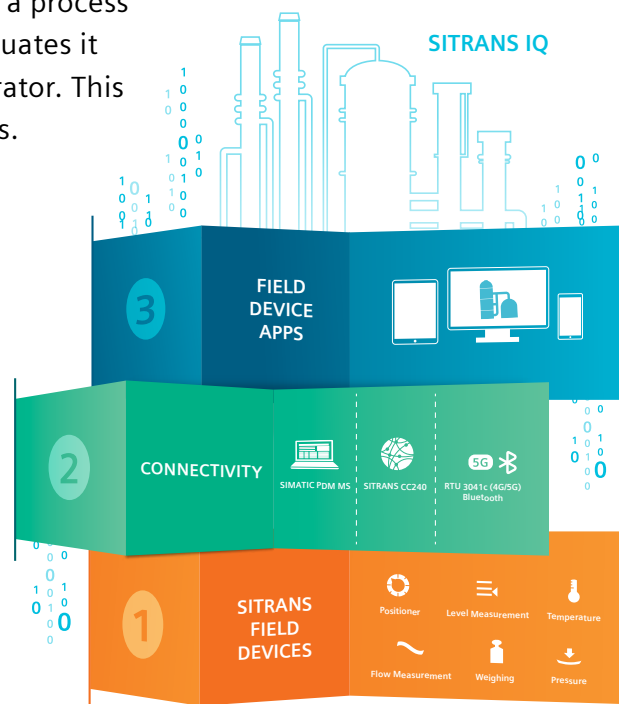 a process
uates it
rator. This
s.
SITRANS IQ
3
FIELD
DEVICE
APPS
2
CONNECTIVITY
SIMATIC PDM MS
SITRANS CC240
5G
RTU 3041c (4G/5G)
Bluetooth
1
SITRANS
FIELD
DEVICES
Positioner
Level Measurement
Temperature
Flow Measurement
Weighing
Pressure